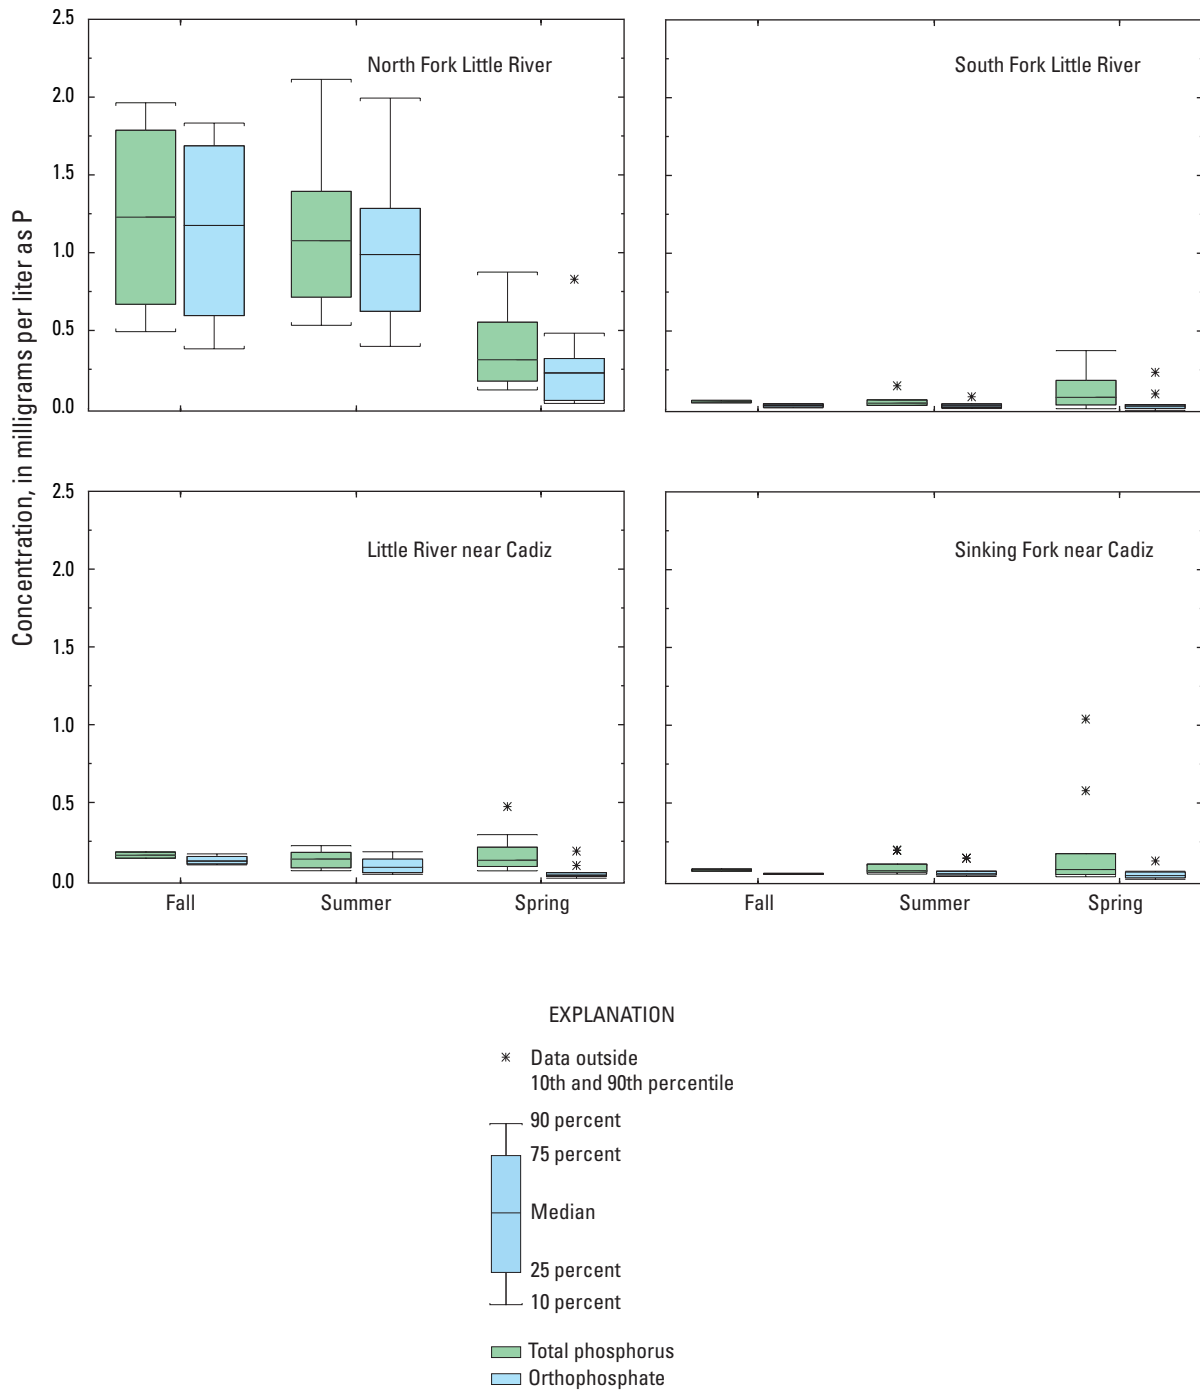 Concentration, in milligrams per liter as P
2.5
2.0
1.5
1.0
0.5
0.0
North Fork Little River
South Fork Little River
2.5
2.0
1.5
1.0
0.5
0.0
Little River near Cadiz
Sinking Fork near Cadiz
Fall
Summer
Spring
Fall
Summer
Spring
EXPLANATION
Data outside
10th and 90th percentile
90 percent
75 percent
Median
25 percent
10 percent
Total phosphorus
Orthophosphate